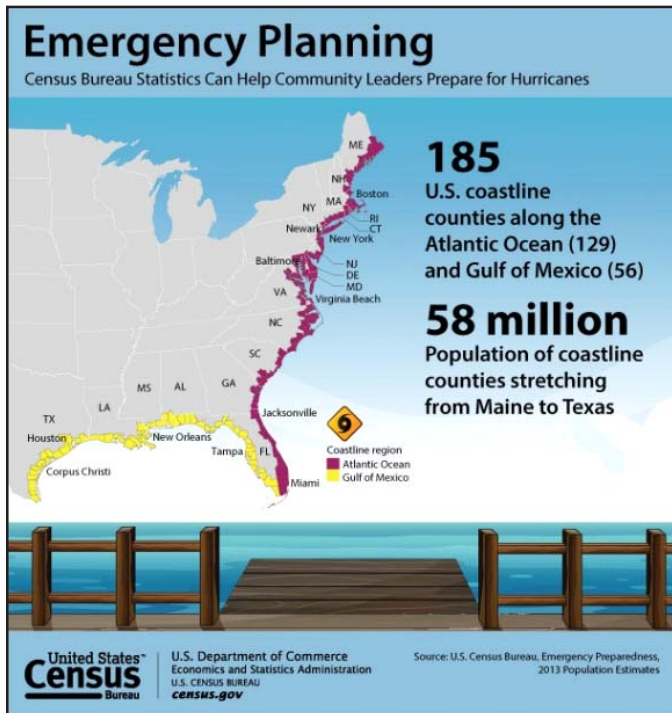 Emergency Planning
Census Bureau Statistics Can Help Community Leaders Prepare for Hurricanes
ME
NH
Boston
NY
MA
RI
CT
Newark
New York
Baltimore
NJ
DE
MD
VA
Virginia Beach
NC
SC
MS
AL
GA
TX
LA
Jacksonville
Houston
New Orleans
Tampa
FL
Corpus Christi
Miami
Coastline region
Atlantic Ocean
Gulf of Mexico
185
U.S. coastline
counties along the
Atlantic Ocean (129)
and Gulf of Mexico (56)
58 million
Population of coastline
counties stretching
from Maine to Texas
United States™
Census
Bureau
U.S. Department of Commerce
Economics and Statistics Administration
U.S. CENSUS BUREAU
census.gov
Source: U.S. Census Bureau, Emergency Preparedness,
2013 Population Estimates